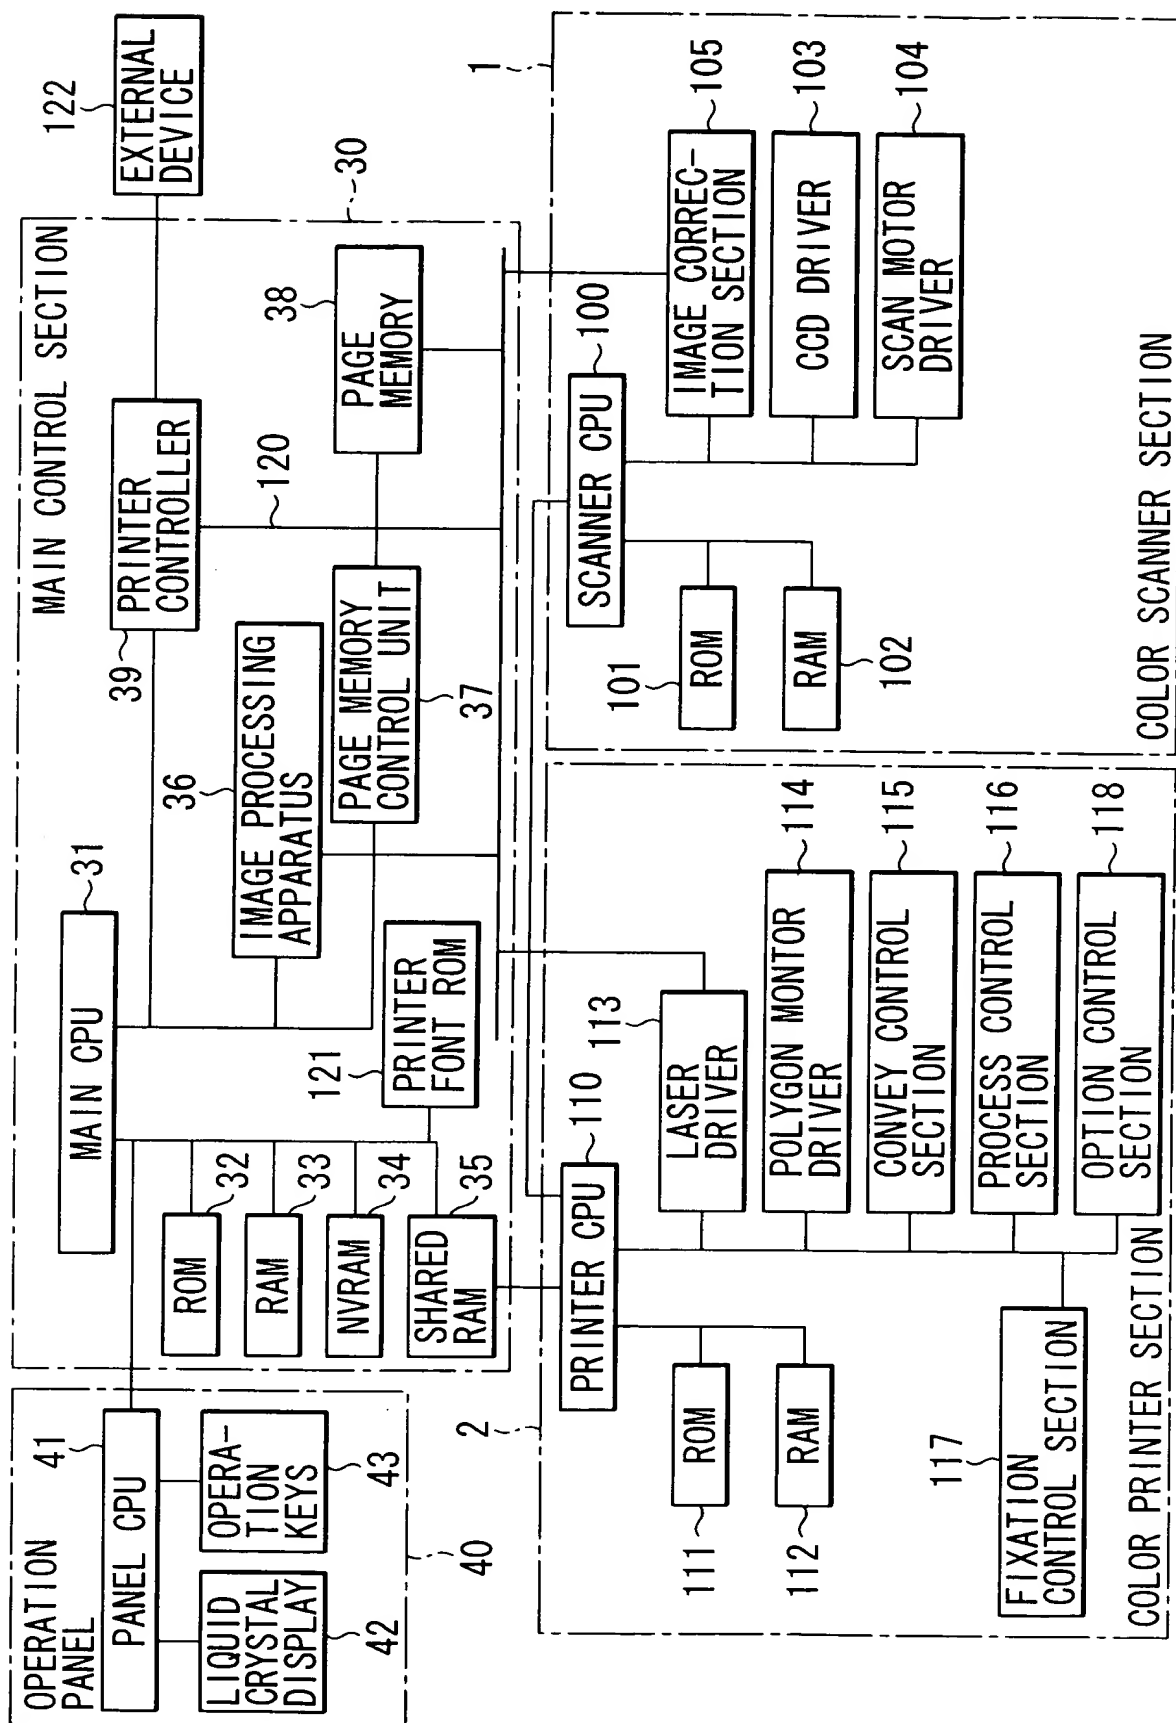 OPERATION
PANEL
41
PANEL CPU
LIQUID
CRYSTAL
DISPLAY
42
OPERA-
TION
KEYS
43
40
MAIN CONTROL SECTION
30
31
MAIN CPU
ROM
32
RAM
33
NVRAM
34
SHARED
RAM
35
121
PRINTER
FONT ROM
36
IMAGE PROCESSING
APPARATUS
39
PRINTER
CONTROLLER
PAGE MEMORY
CONTROL UNIT
37
120
38
PAGE
MEMORY
122
EXTERNAL
DEVICE
2
PRINTER CPU
110
ROM
111
RAM
112
113
LASER
DRIVER
POLYGON MONTOR
DRIVER
114
CONVEY CONTROL
SECTION
115
PROCESS CONTROL
SECTION
116
OPTION CONTROL
SECTION
118
117
FIXATION
CONTROL SECTION
COLOR PRINTER SECTION
1
SCANNER CPU
100
101
ROM
RAM
102
IMAGE CORREC-
TION SECTION
105
CCD DRIVER
103
SCAN MOTOR
DRIVER
104
COLOR SCANNER SECTION